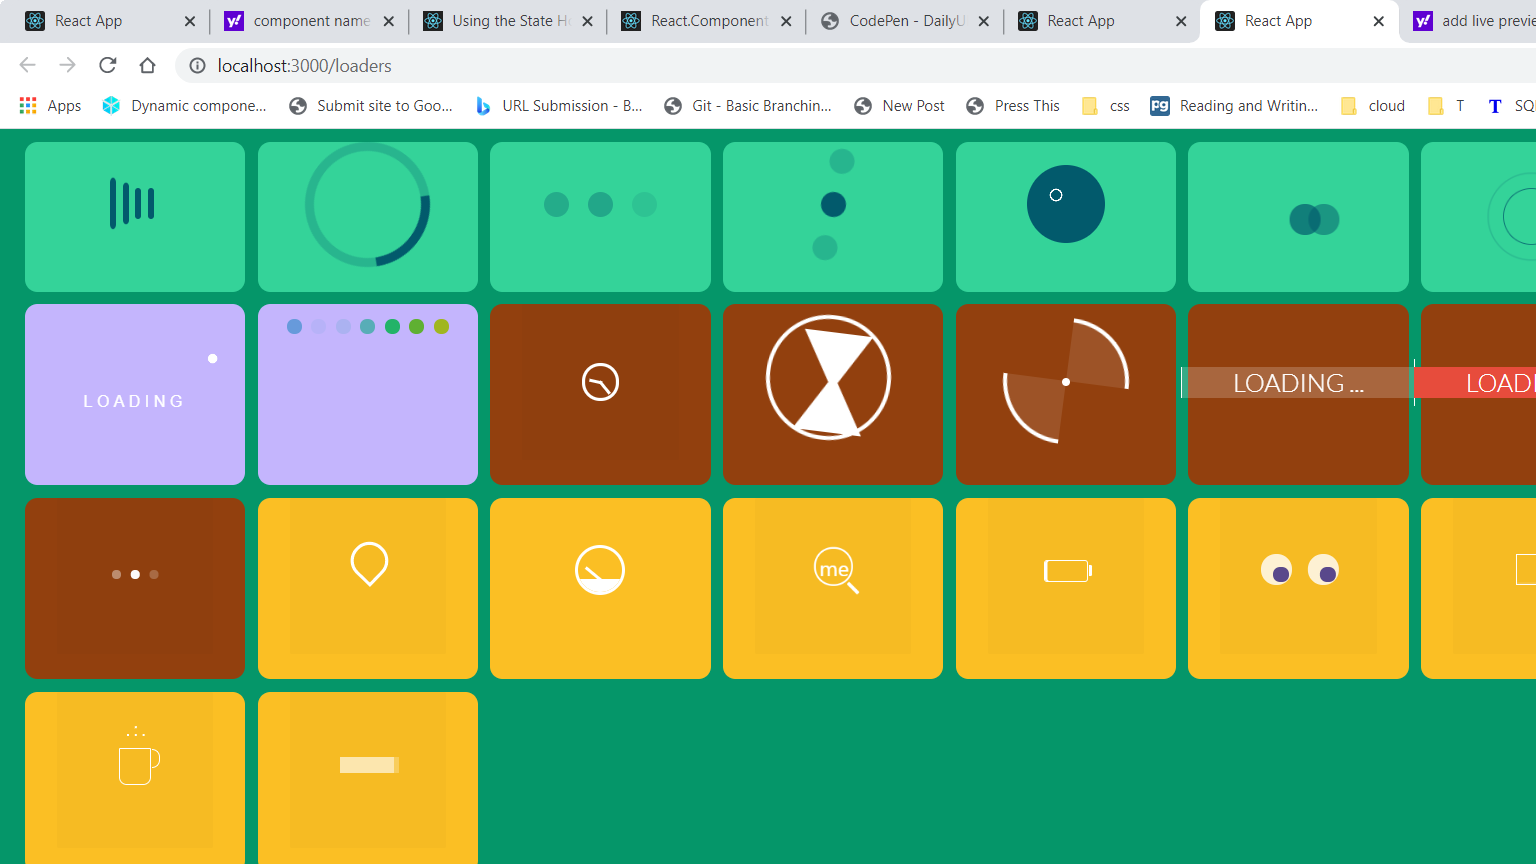 React App component name Using the State H React.Component CodePen - DailyU React App React App add live previe
localhost:3000/loaders
Apps Dynamic compone... Submit site to Goo... URL Submission - B... Git - Basic Branchin... New Post Press This css Reading and Writin... cloud T SQ
LOADING ... LOADI
LOADING
me